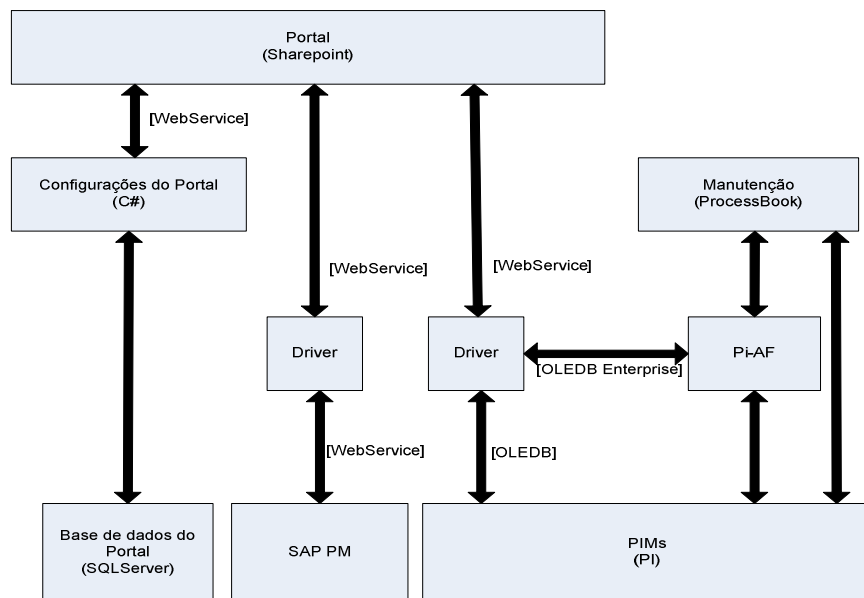 Portal
(Sharepoint)
[WebService]
Configurações do Portal
(C#)
Manutenção
(ProcessBook)
[WebService]
[WebService]
Driver
Driver
Pi-AF
[OLEDB Enterprise]
[WebService]
[OLEDB]
Base de dados do
Portal
(SQLServer)
SAP PM
PIMs
(PI)